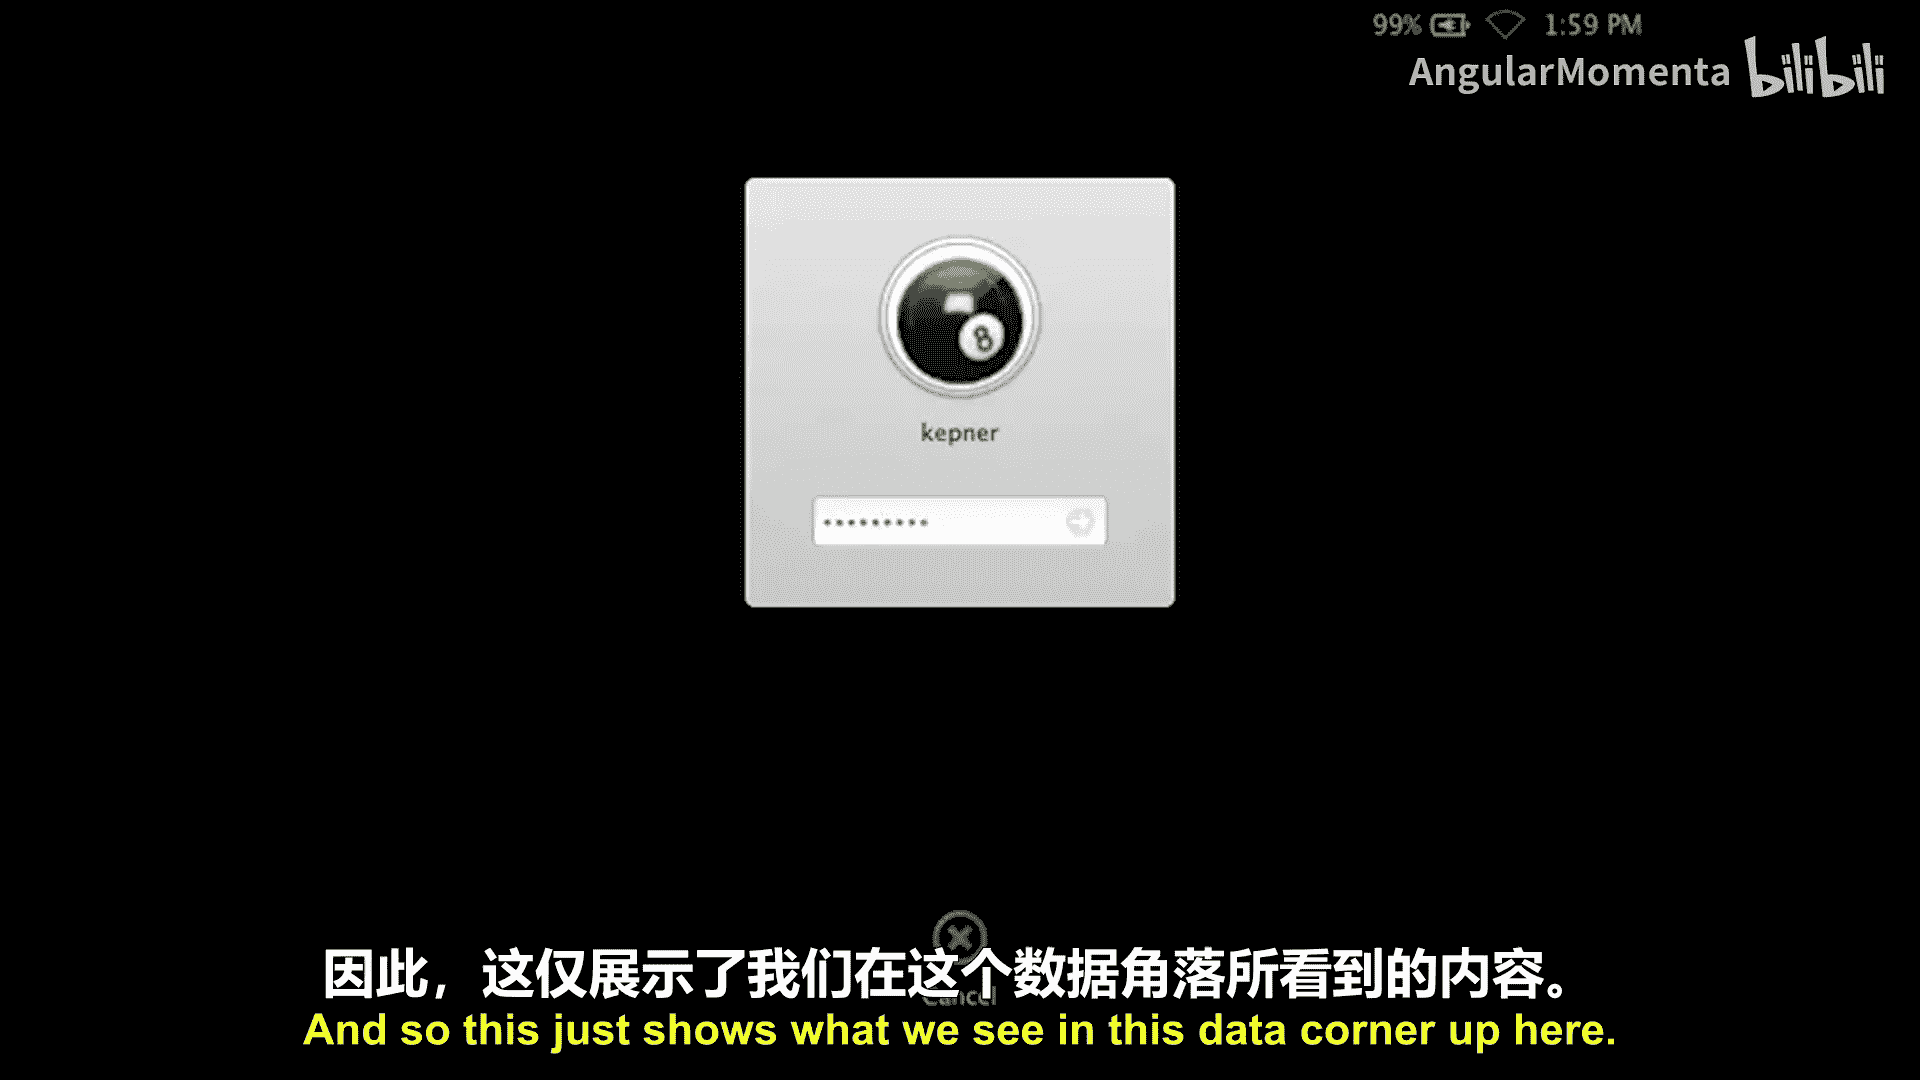 99% 1:59 PM
AngularMomenta bilibili
8
kepner
Cancel
因此，这仅展示了我们在这个数据角落所看到的内容。
And so this just shows what we see in this data corner up here.